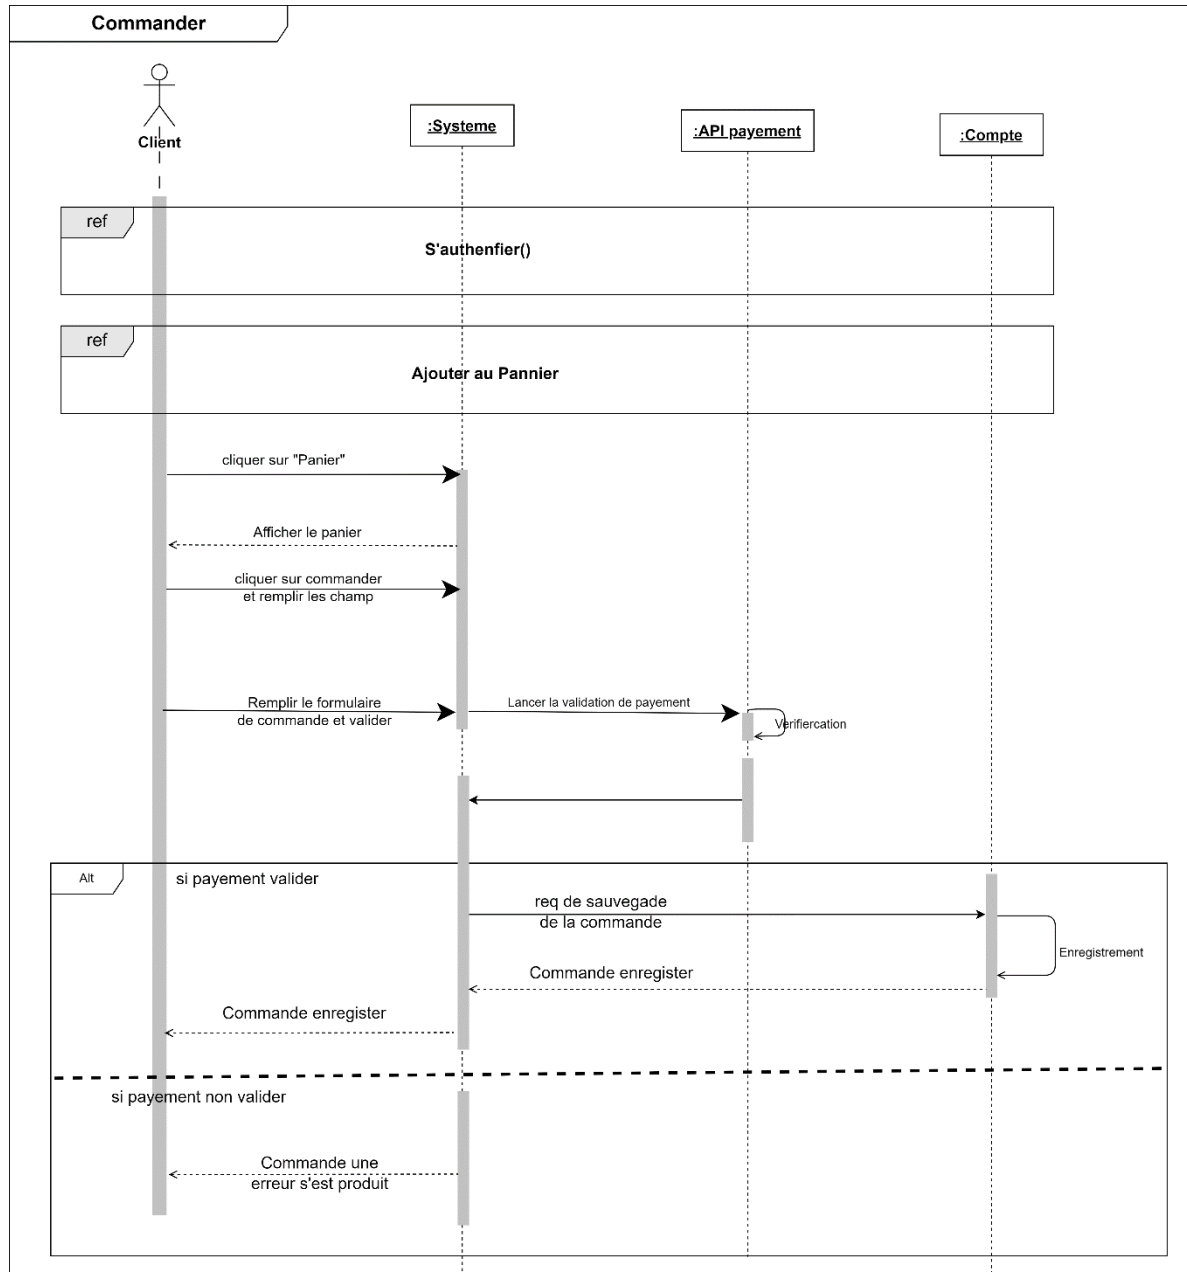 Commander
Client
:Systeme
:API payement
:Compte
ref
S'authenfier()
ref
Ajouter au Pannier
cliquer sur "Panier"
Afficher le panier
cliquer sur commander
et remplir les champ
Remplir le formulaire
de commande et valider
Lancer la validation de payement
Verifiercation
Alt
si payement valider
req de sauvegade
de la commande
Enregistrement
Commande enregister
Commande enregister
si payement non valider
Commande une
erreur s'est produit